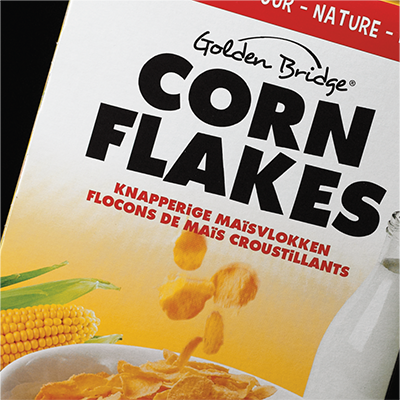 - NATURE -
Golden Bridge®
CORN
FLAKES
KNAPPERIGE MAÏSVLOKKEN
FLOCONS DE MAÏS CROUSTILLANTS